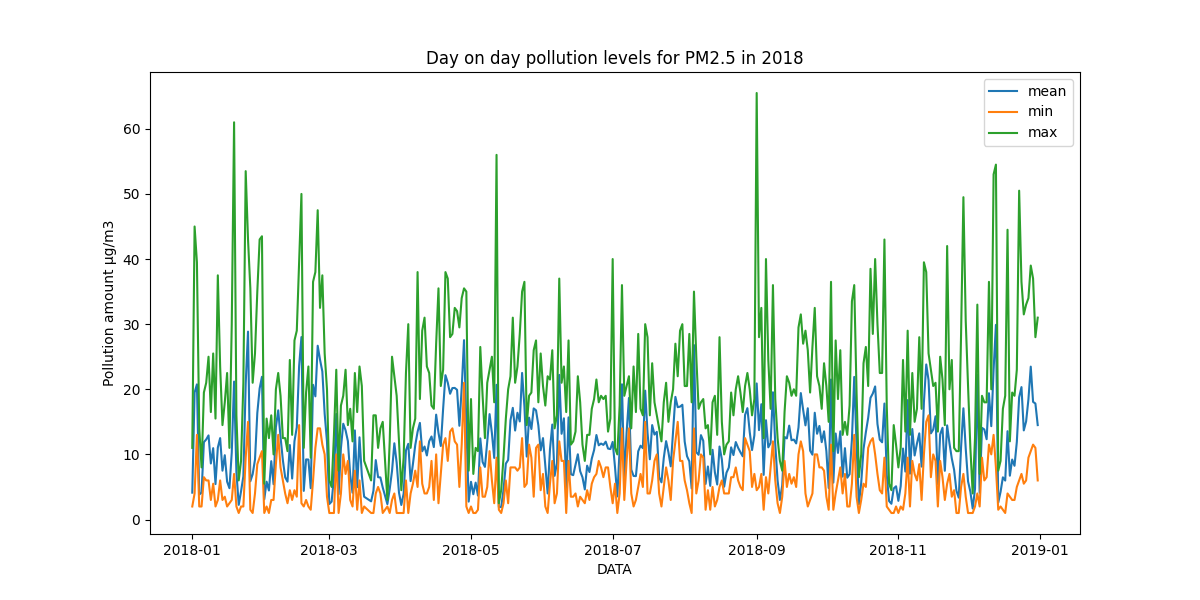 Day on day pollution levels for PM2.5 in 2018
mean
min
max
Pollution amount µg/m3
60
50
40
30
20
10
0
2018-01
2018-03
2018-05
2018-07
2018-09
2018-11
2019-01
DATA